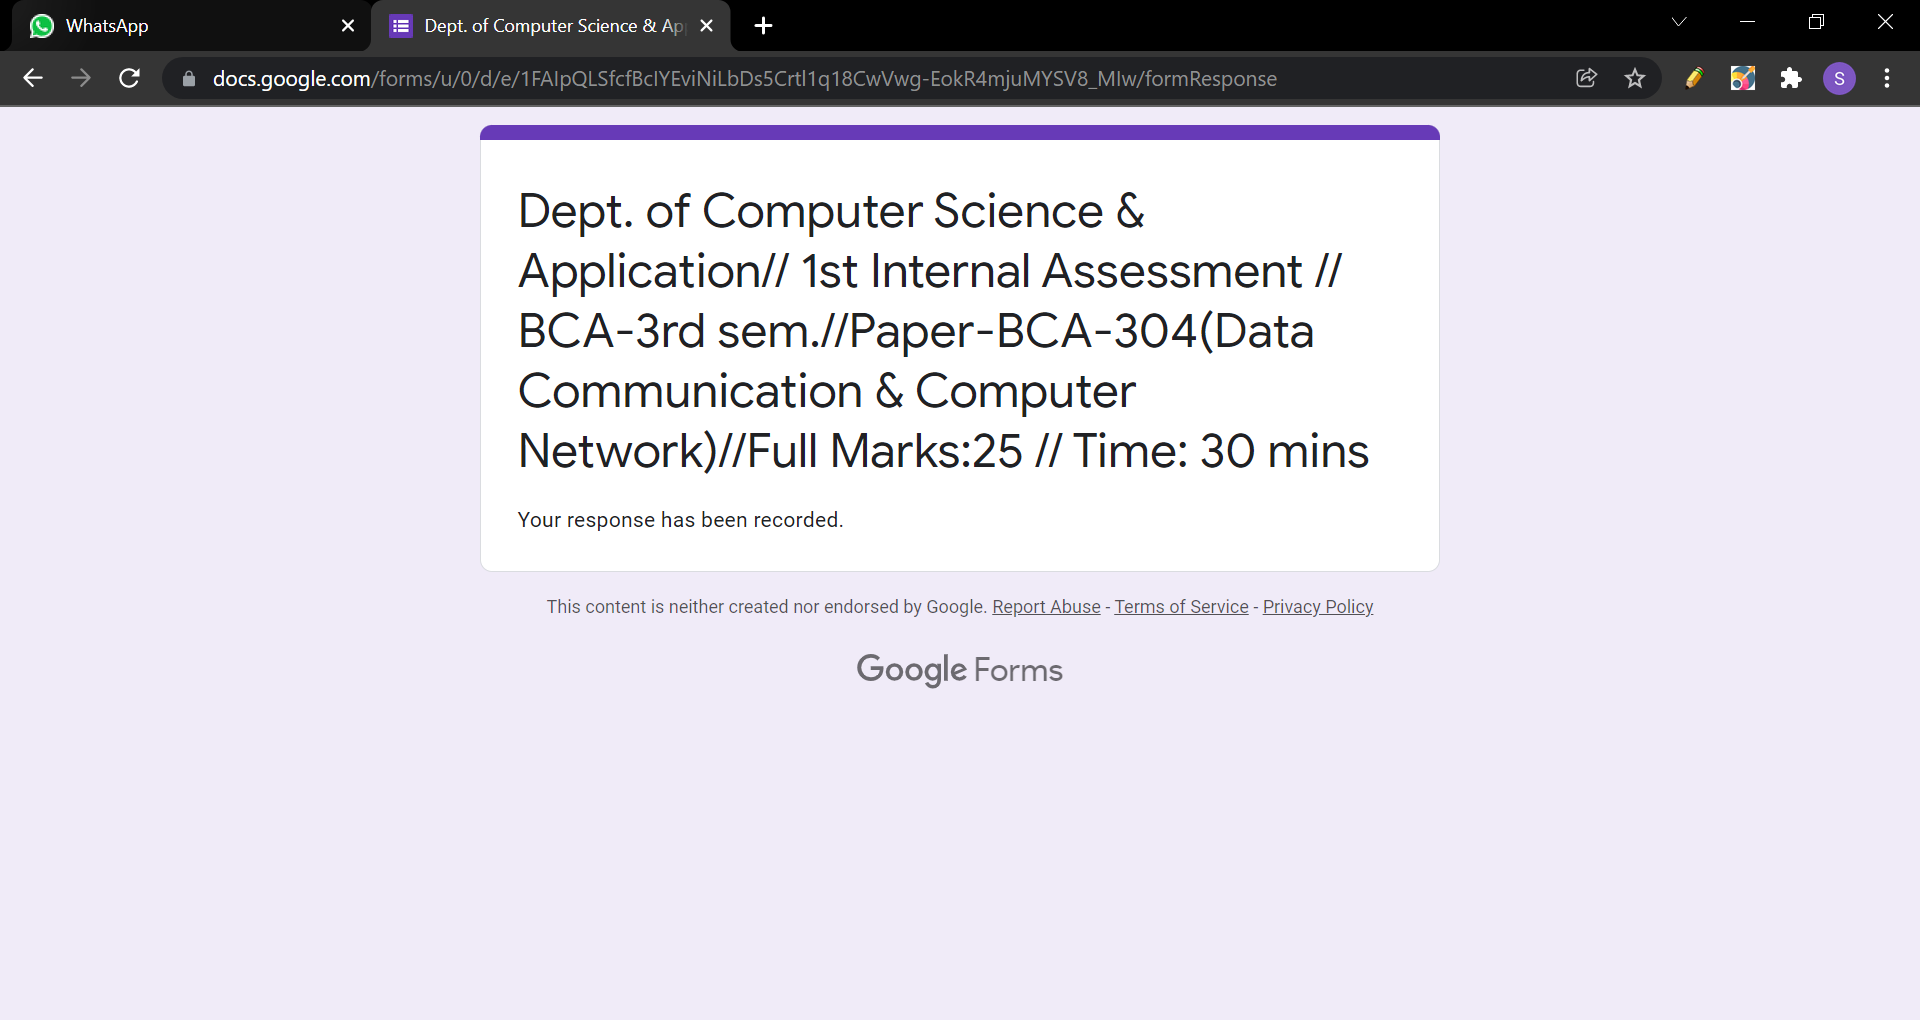 WhatsApp
Dept. of Computer Science & Ap
docs.google.com/forms/u/0/d/e/1FAIpQLSfcfBcIYEviNiLbDs5Crtl1q18CwVwg-EokR4mjuMYSV8_MIw/formResponse
S
Dept. of Computer Science &
Application// 1st Internal Assessment //
BCA-3rd sem.//Paper-BCA-304(Data
Communication & Computer
Network)//Full Marks:25 // Time: 30 mins
Your response has been recorded.
This content is neither created nor endorsed by Google. Report Abuse - Terms of Service - Privacy Policy
Google Forms